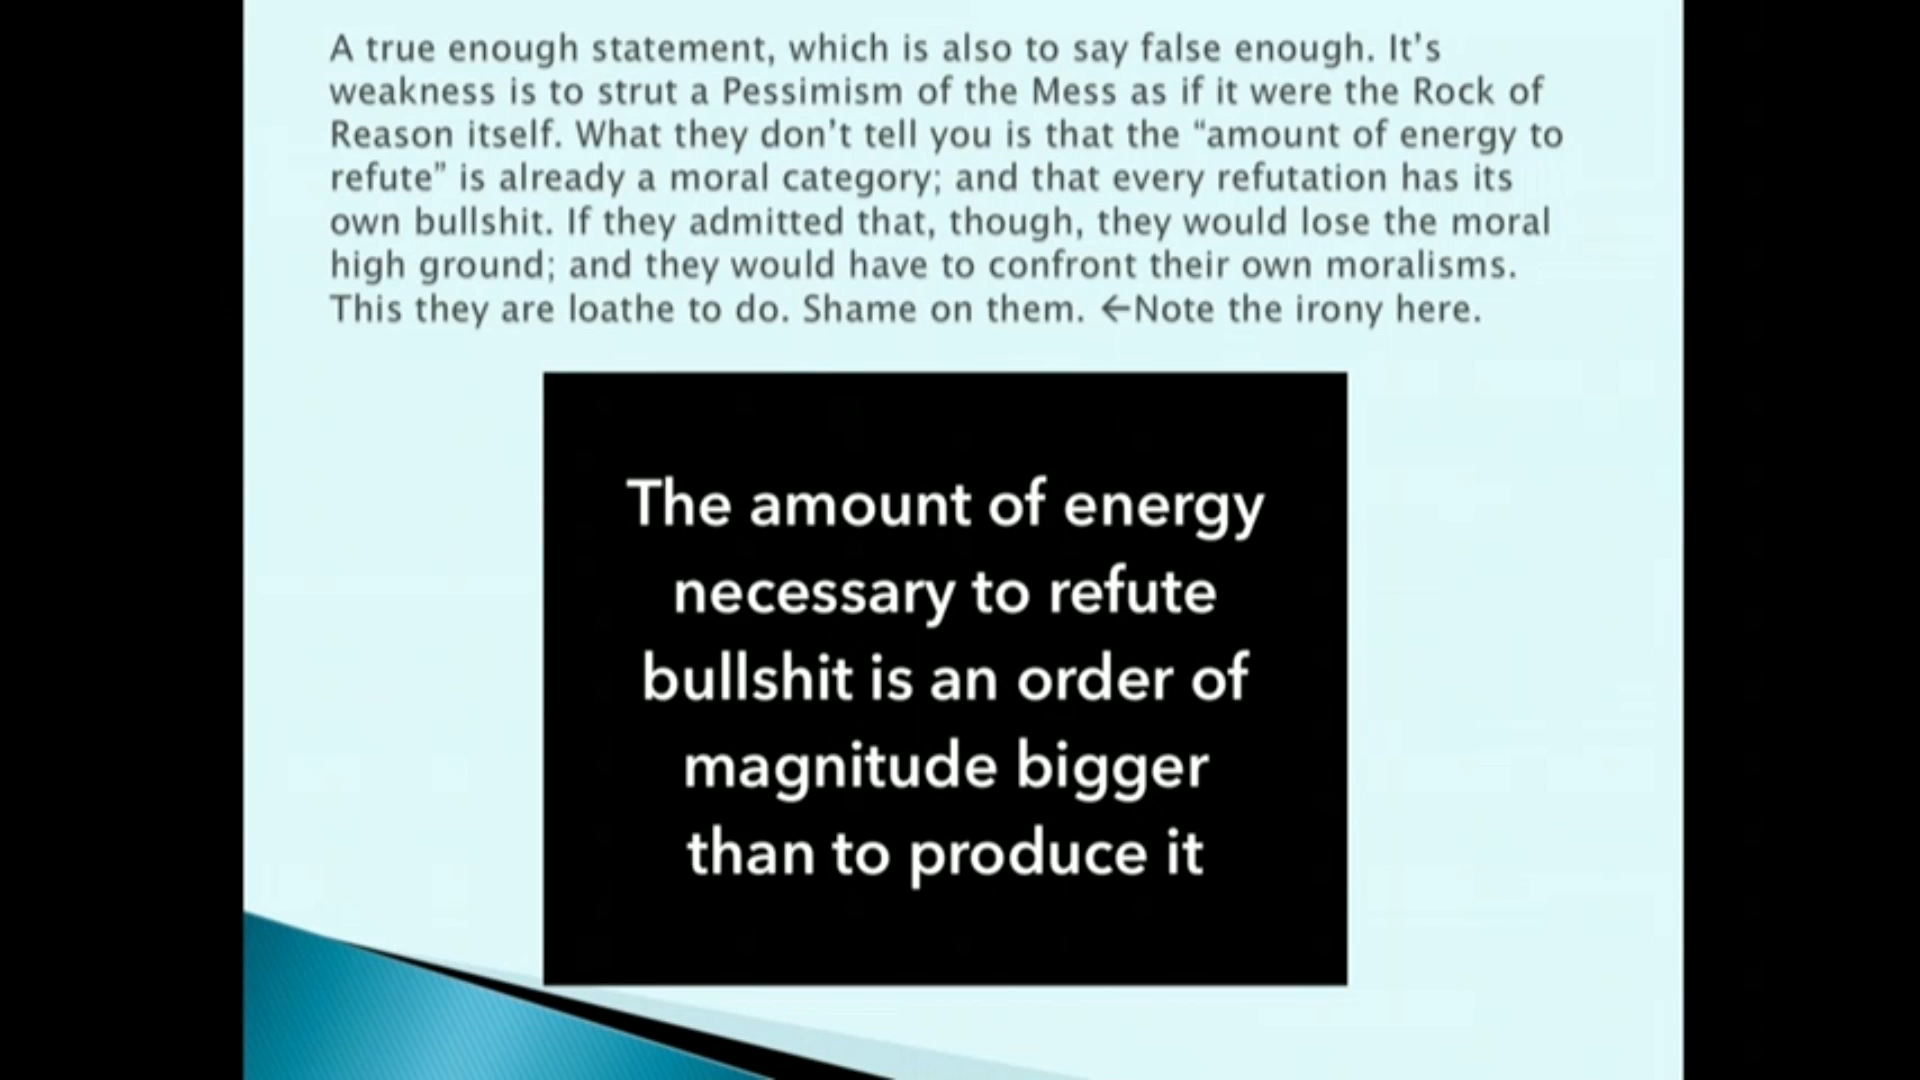 A true enough statement, which is also to say false enough. It's
weakness is to strut a Pessimism of the Mess as if it were the Rock of
Reason itself. What they don't tell you is that the “amount of energy to
refute” is already a moral category; and that every refutation has its
own bullshit. If they admitted that, though, they would lose the moral
high ground; and they would have to confront their own moralisms.
This they are loathe to do. Shame on them. ←Note the irony here.
The amount of energy
necessary to refute
bullshit is an order of
magnitude bigger
than to produce it